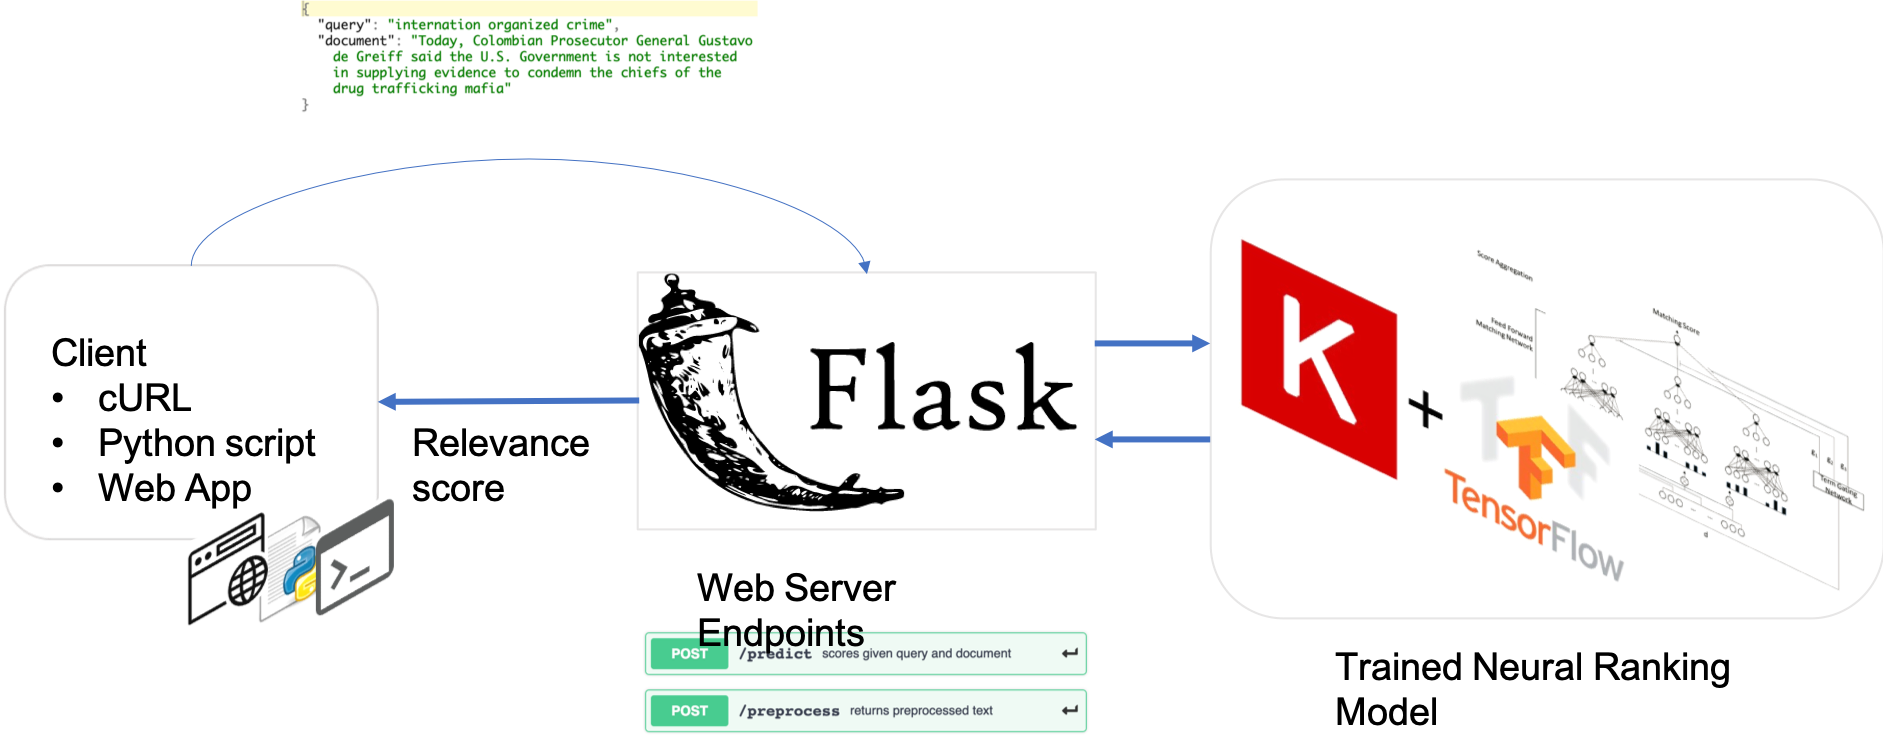 {
"query": "internation organized crime",
"document": "Today, Colombian Prosecutor General Gustavo
de Greiff said the U.S. Government is not interested
in supplying evidence to condemn the chiefs of the
drug trafficking mafia"
}
Client
• cURL
• Python script
• Web App
>_
Relevance
score
Flask
Web Server
Endpoints
POST /predict scores given query and document
POST /preprocess returns preprocessed text
K
+
TensorFlow
Score Aggregation
Feed Forward
Matching Network
Matching Score
Term Gating
Network
Trained Neural Ranking
Model